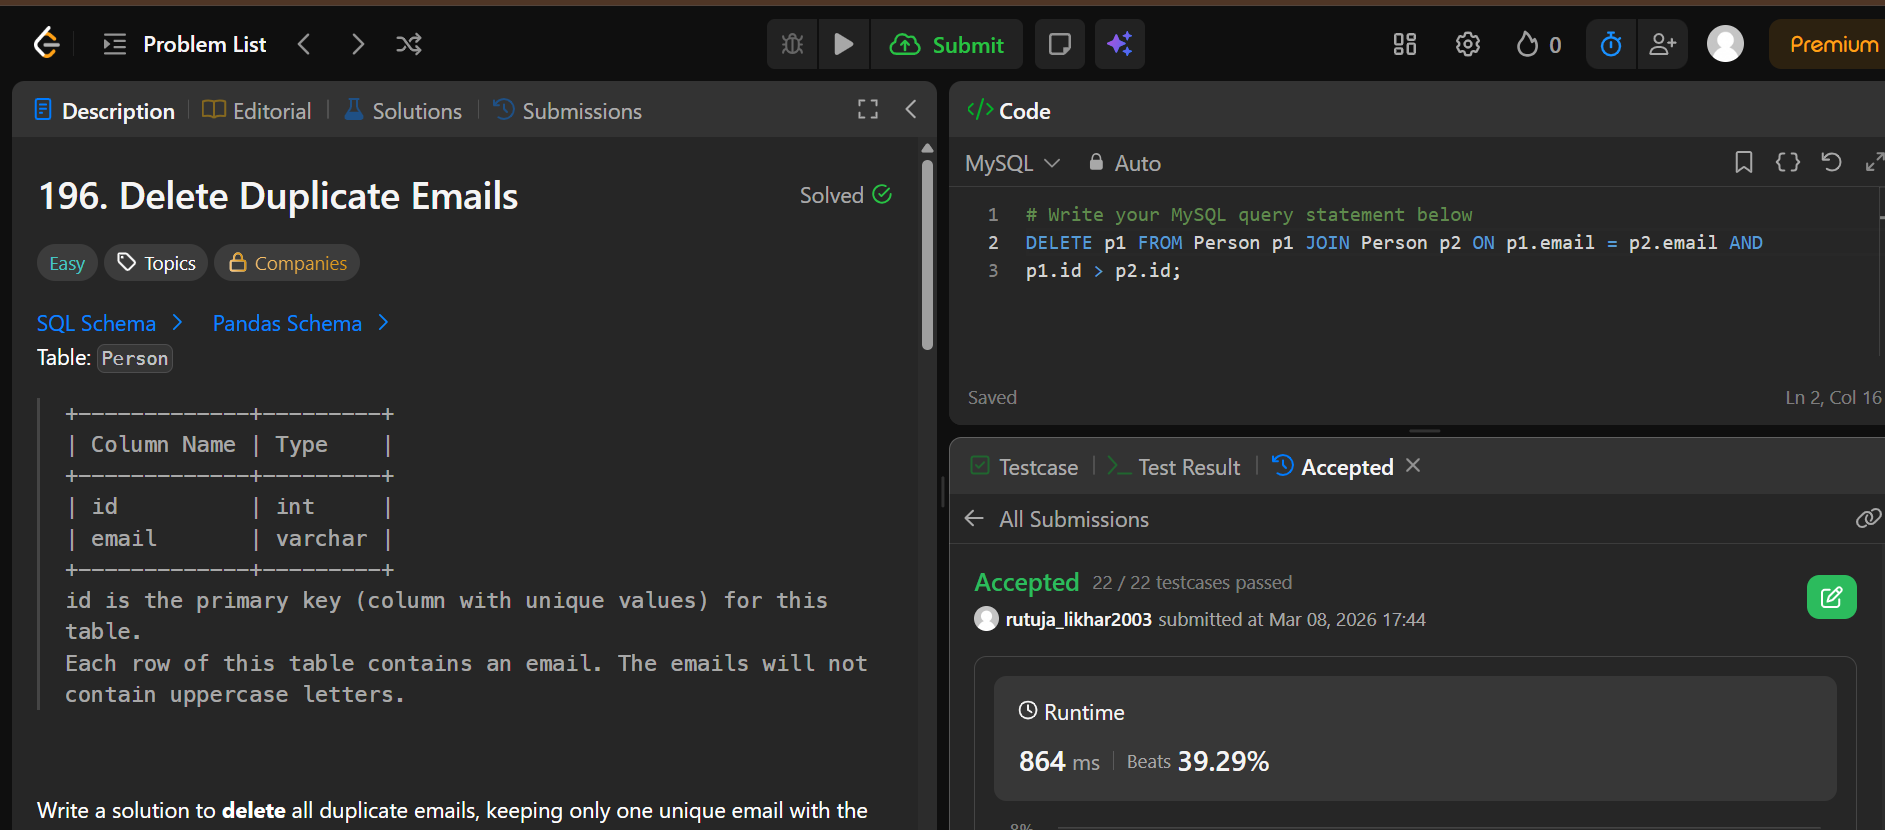 Problem List
Submit
0
Premium
Description
Editorial
Solutions
Submissions
196. Delete Duplicate Emails
Solved
Easy
Topics
Companies
SQL Schema
Pandas Schema
Table: Person
+-------------+---------+
| Column Name | Type    |
+-------------+---------+
| id          | int     |
| email       | varchar |
+-------------+---------+
id is the primary key (column with unique values) for this
table.
Each row of this table contains an email. The emails will not
contain uppercase letters.
Write a solution to delete all duplicate emails, keeping only one unique email with the
</> Code
MySQL
Auto
1 # Write your MySQL query statement below
2 DELETE p1 FROM Person p1 JOIN Person p2 ON p1.email = p2.email AND
3 p1.id > p2.id;
Saved
Ln 2, Col 16
Testcase
Test Result
Accepted
All Submissions
Accepted 22 / 22 testcases passed
rutuja_likhar2003 submitted at Mar 08, 2026 17:44
Runtime
864 ms | Beats 39.29%
8%